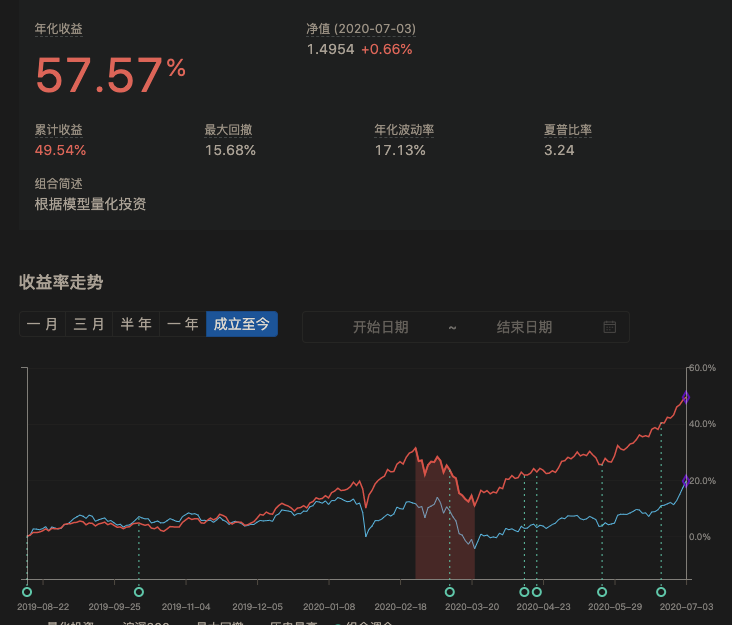 年化收益
净值 (2020-07-03)
57.57%
1.4954 +0.66%
累计收益 最大回撤 年化波动率 夏普比率
49.54% 15.68% 17.13% 3.24
组合简述
根据模型量化投资
收益率走势
一月 三月 半年 一年 成立至今 开始日期 ~ 结束日期
60.0%
40.0%
20.0%
0.0%
2019-08-22 2019-09-25 2019-11-04 2019-12-05 2020-01-08 2020-02-18 2020-03-20 2020-04-23 2020-05-29 2020-07-03